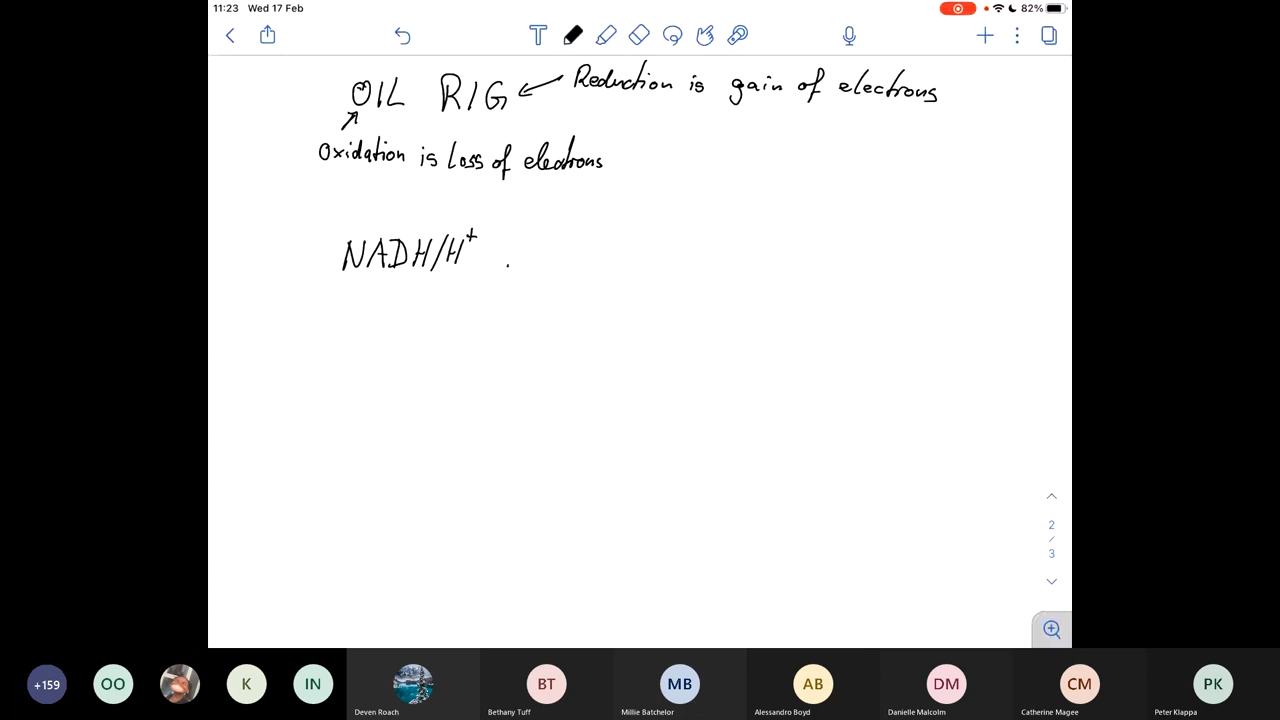 11:23 Wed 17 Feb
82%
OIL RIG
Reduction is gain of electrons
Oxidation is loss of electrons
NADH/H+
2
/
3
+159
OO
K
IN
BT
MB
AB
DM
CM
PK
Deven Roach
Bethany Tuff
Millie Batchelor
Alessandro Boyd
Danielle Malcolm
Catherine Magee
Peter Klappa